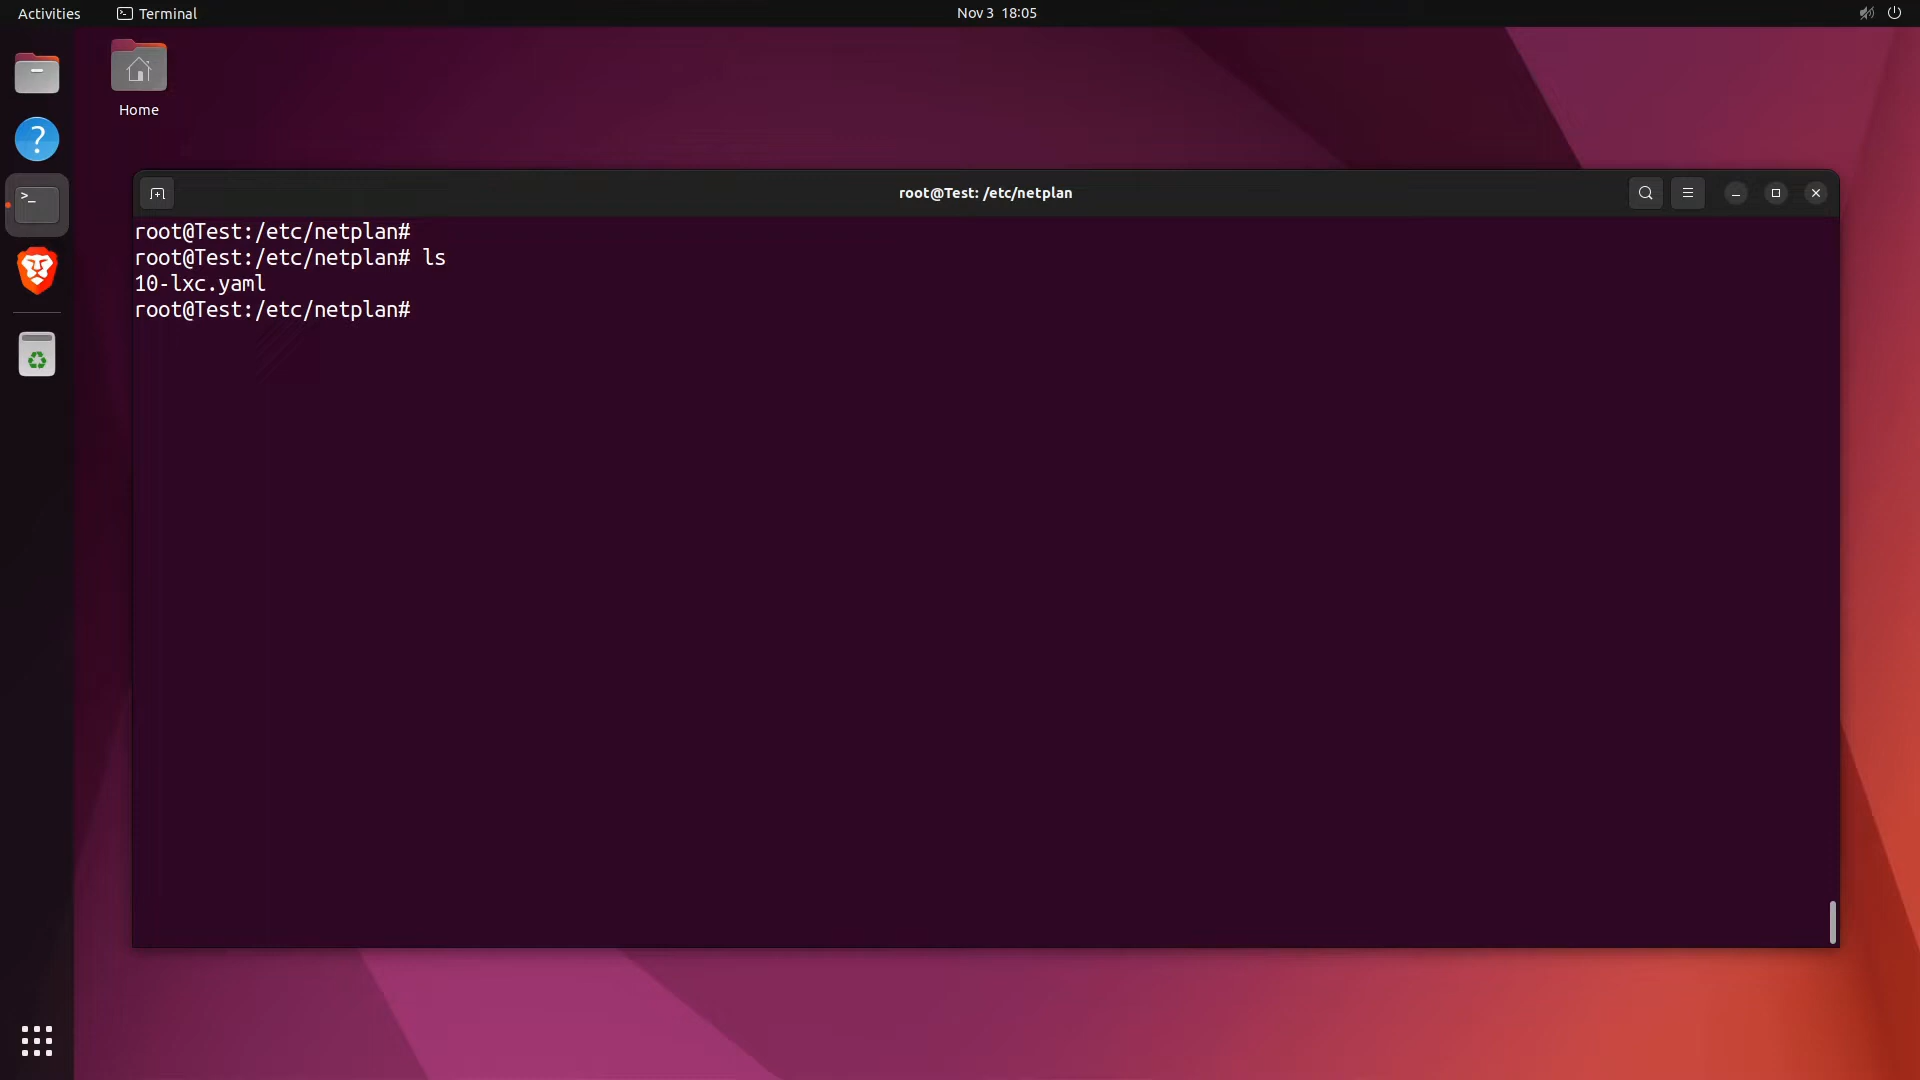 Activities
Terminal
Nov 3 18:05
Home
root@Test: /etc/netplan
root@Test:/etc/netplan#
root@Test:/etc/netplan# ls
10-lxc.yaml
root@Test:/etc/netplan#